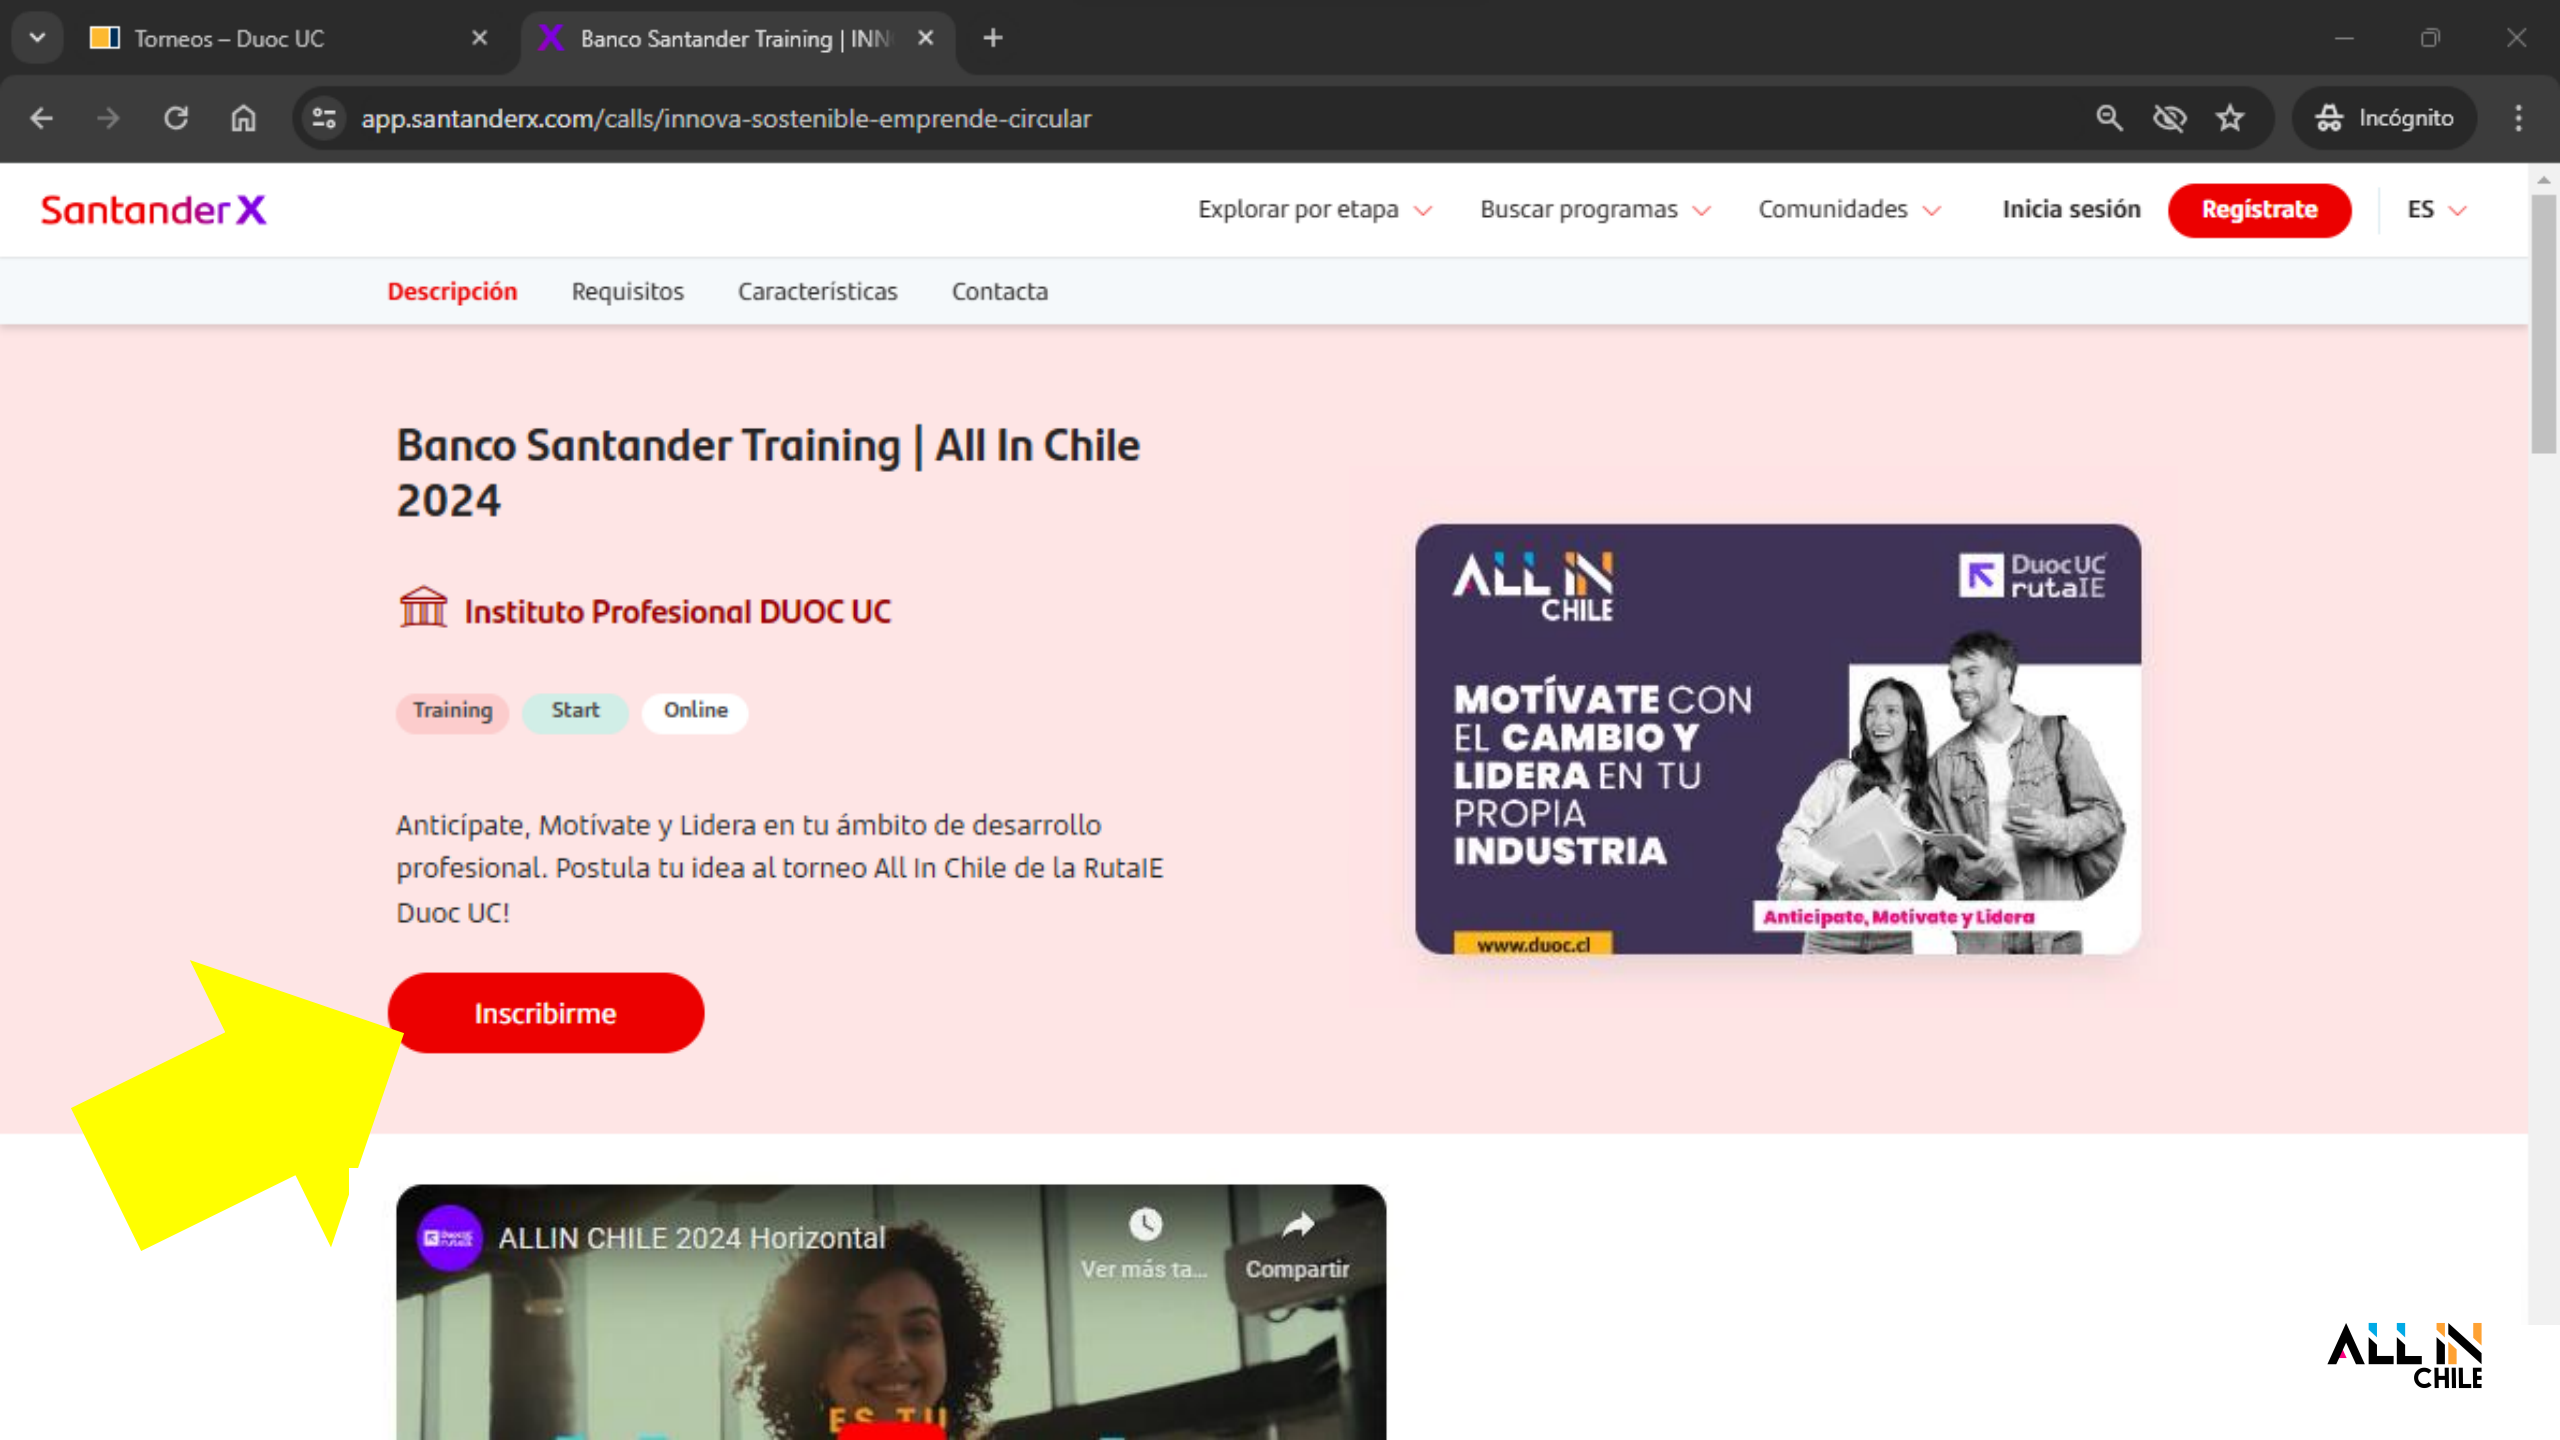 Torneos – Duoc UC
Banco Santander Training | INN
app.santanderx.com/calls/innova-sostenible-emprende-circular
Incógnito
Santander X
Explorar por etapa
Buscar programas
Comunidades
Inicia sesión
Regístrate
ES
Descripción
Requisitos
Características
Contacta
Banco Santander Training | All In Chile
2024
Instituto Profesional DUOC UC
Training
Start
Online
Anticípate, Motívate y Lidera en tu ámbito de desarrollo
profesional. Postula tu idea al torneo All In Chile de la RutaIE
Duoc UC!
Inscribirme
ALL IN
CHILE
DuocUC
rutaIE
MOTÍVATE CON
EL CAMBIO Y
LIDERA EN TU
PROPIA
INDUSTRIA
Anticípate, Motívate y Lidera
www.duoc.cl
ALLIN CHILE 2024 Horizontal
Ver más ta...
Compartir
ES TU
ALL IN
CHILE